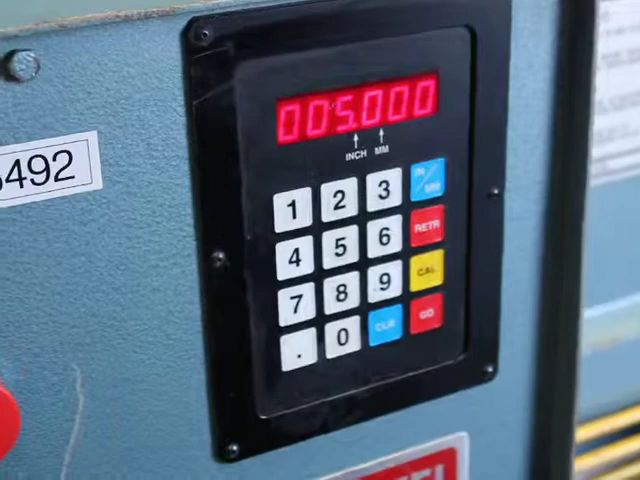 005.000
INCH MM
1 2 3 IN/MM
4 5 6 RETR
7 8 9 CAL
. 0 CLR GO
5492